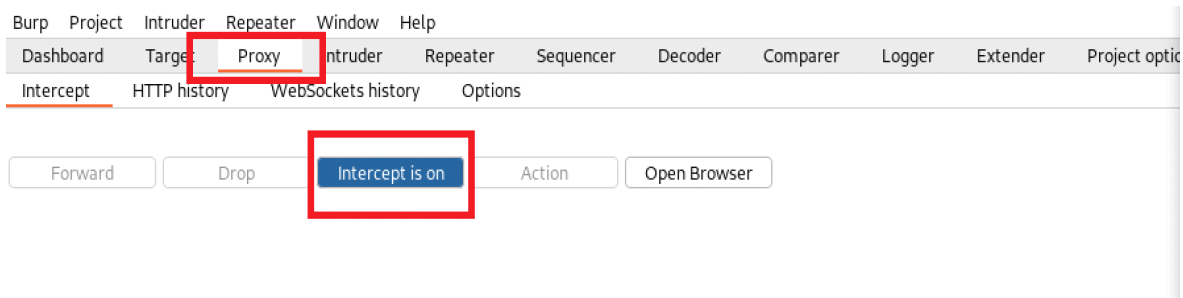 Burp Project Intruder Repeater Window Help
Dashboard Target Proxy Intruder Repeater Sequencer Decoder Comparer Logger Extender Project optio
Intercept HTTP history WebSockets history Options
Forward Drop Intercept is on Action Open Browser